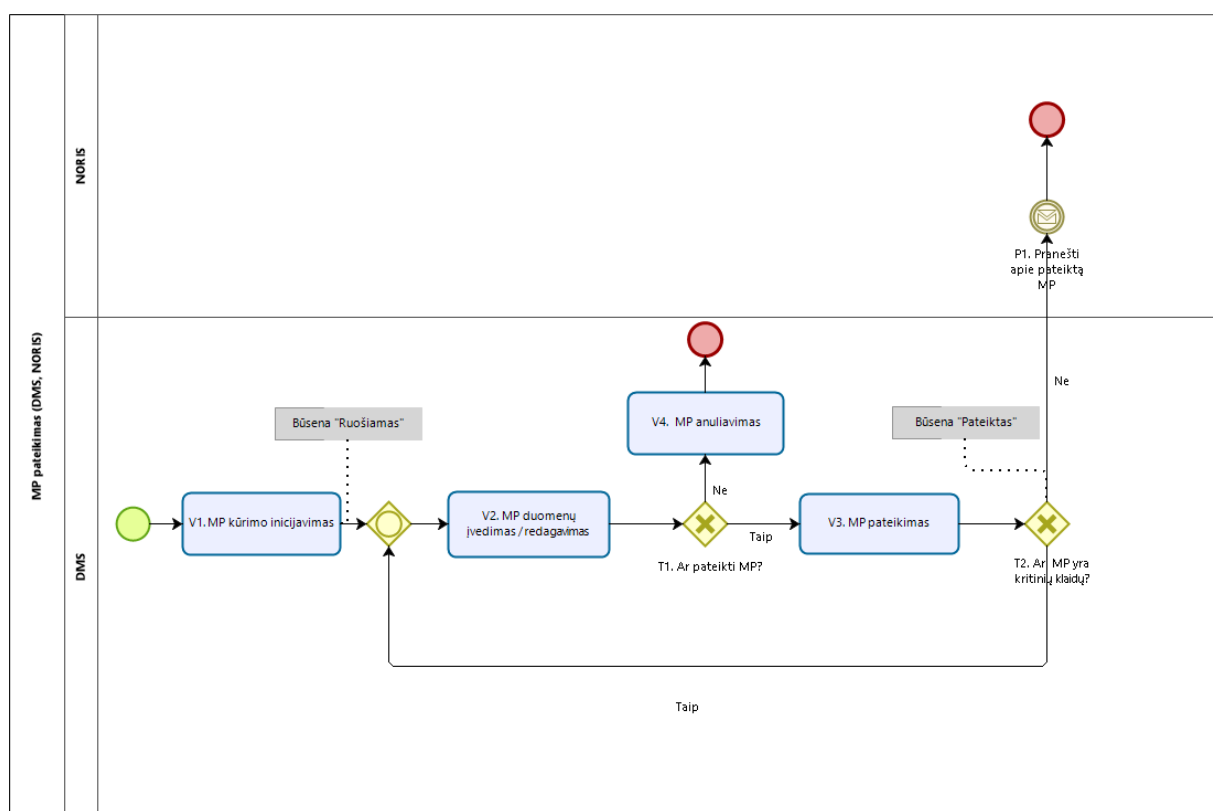 MP pateikimas (DMS, NORIS)
NORIS
P1. Pranešti
apie pateiktą
MP
DMS
Ne
Būsena "Ruošiamas"
V4. MP anuliavimas
Būsena "Pateiktas"
Ne
V1. MP kūrimo inicijavimas
V2. MP duomenų
įvedimas / redagavimas
V3. MP pateikimas
Taip
T1. Ar pateikti MP?
T2. Ar MP yra
kritinių klaidų?
Taip